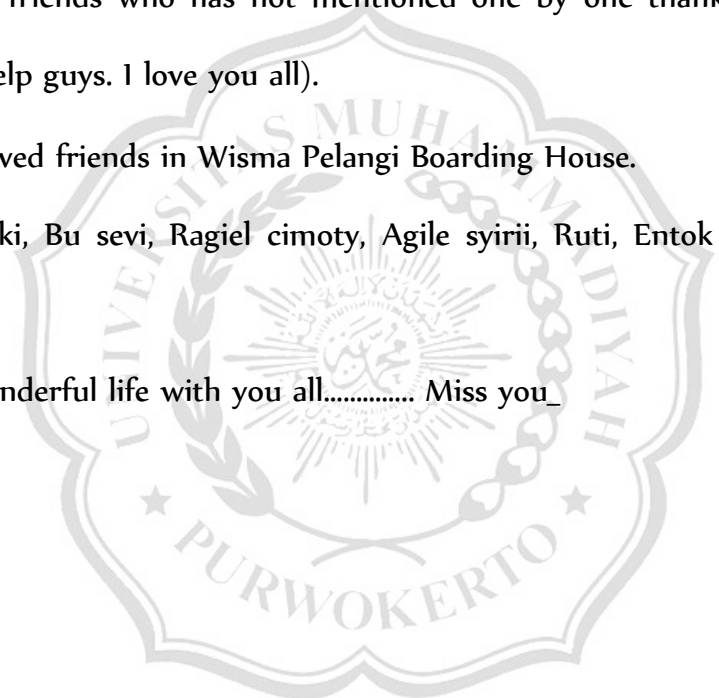 friends who has not mentioned one by one thank
elp guys. I love you all).
ved friends in Wisma Pelangi Boarding House.
ki, Bu sevi, Ragiel cimoty, Agile syirii, Ruti, Entok
nderful life with you all.............. Miss you_
UNIVERSITAS MUHAMMADIYAH
PURWOKERTO